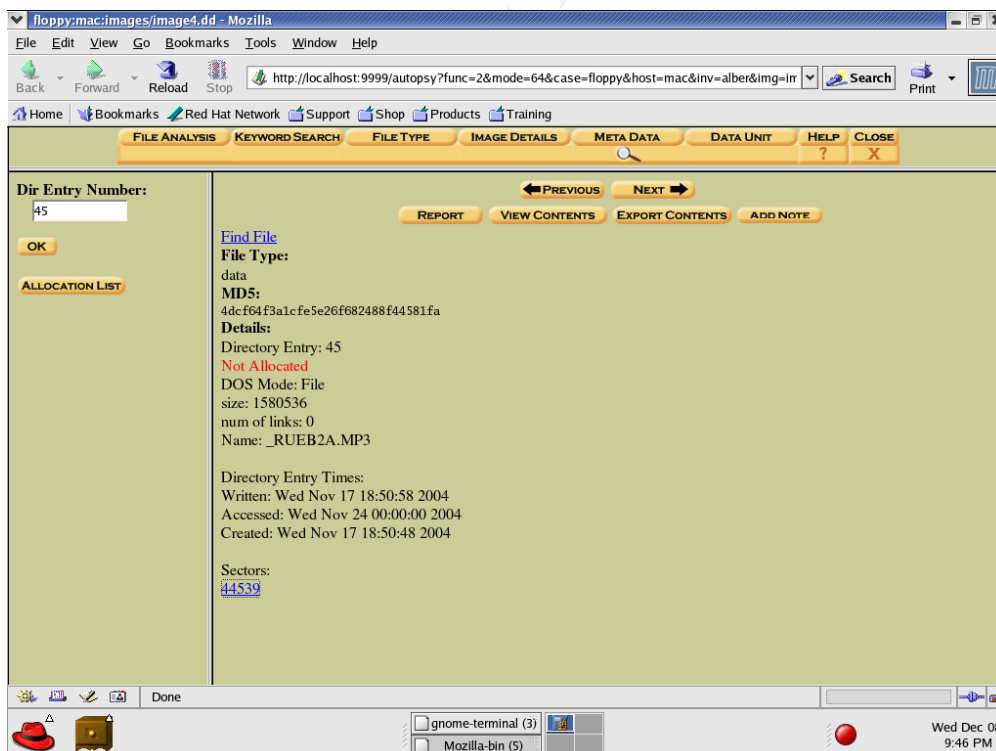 floppy:mac:images/image4.dd - Mozilla
File Edit View Go Bookmarks Tools Window Help
Back Forward Reload Stop http://localhost:9999/autopsy?func=2&mode=64&case=floppy&host=mac&inv=alber&img=im Search Print
Home Bookmarks Red Hat Network Support Shop Products Training
FILE ANALYSIS KEYWORD SEARCH FILE TYPE IMAGE DETAILS META DATA DATA UNIT HELP CLOSE
? X
Dir Entry Number:
45
OK
ALLOCATION LIST
PREVIOUS NEXT
REPORT VIEW CONTENTS EXPORT CONTENTS ADD NOTE
Find File
File Type:
data
MD5:
4dcf64f3a1cfe5e26f682488f44581fa
Details:
Directory Entry: 45
Not Allocated
DOS Mode: File
size: 1580536
num of links: 0
Name: _RUEB2A.MP3
Directory Entry Times:
Written: Wed Nov 17 18:50:58 2004
Accessed: Wed Nov 24 00:00:00 2004
Created: Wed Nov 17 18:50:48 2004
Sectors:
44539
Done
gnome-terminal (3)
Mozilla-bin (5)
Wed Dec 0
9:46 PM